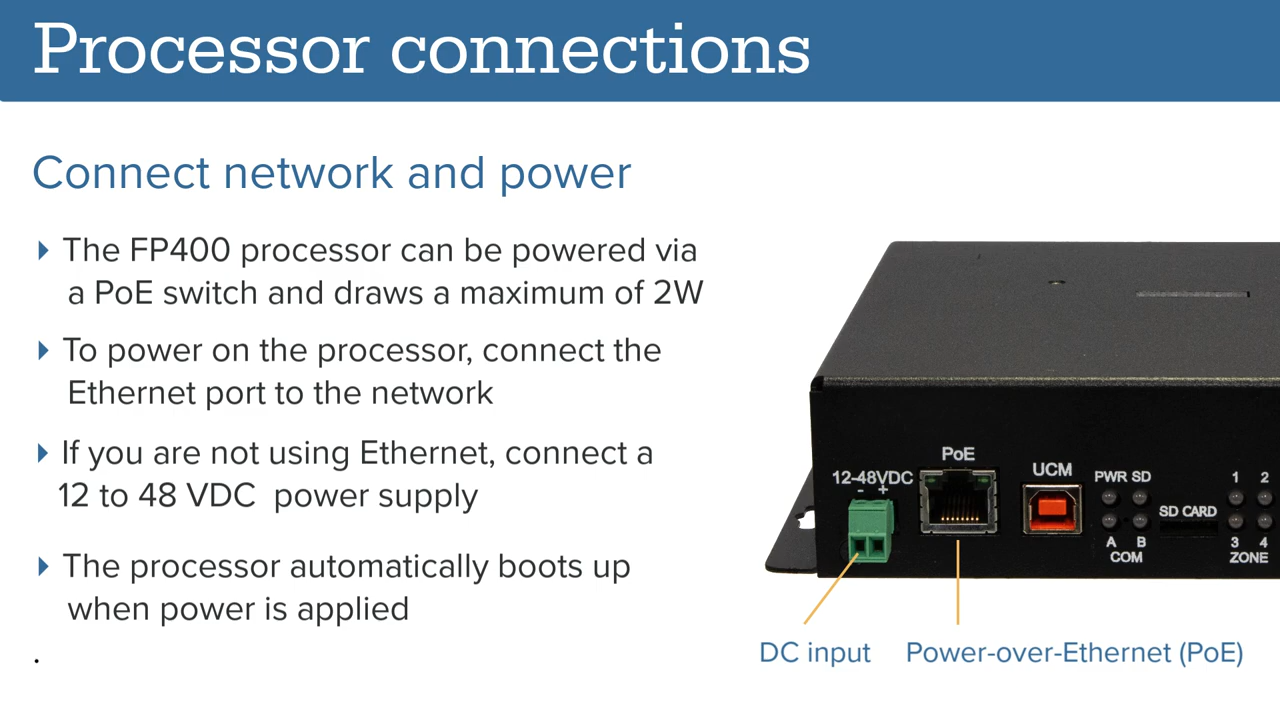 Processor connections
Connect network and power
The FP400 processor can be powered via
a PoE switch and draws a maximum of 2W
To power on the processor, connect the
Ethernet port to the network
If you are not using Ethernet, connect a
12 to 48 VDC power supply
The processor automatically boots up
when power is applied
.
PoE
12-48VDC
- +
UCM
PWR SD
SD CARD
1 2
A B
COM
3 4
ZONE
DC input
Power-over-Ethernet (PoE)